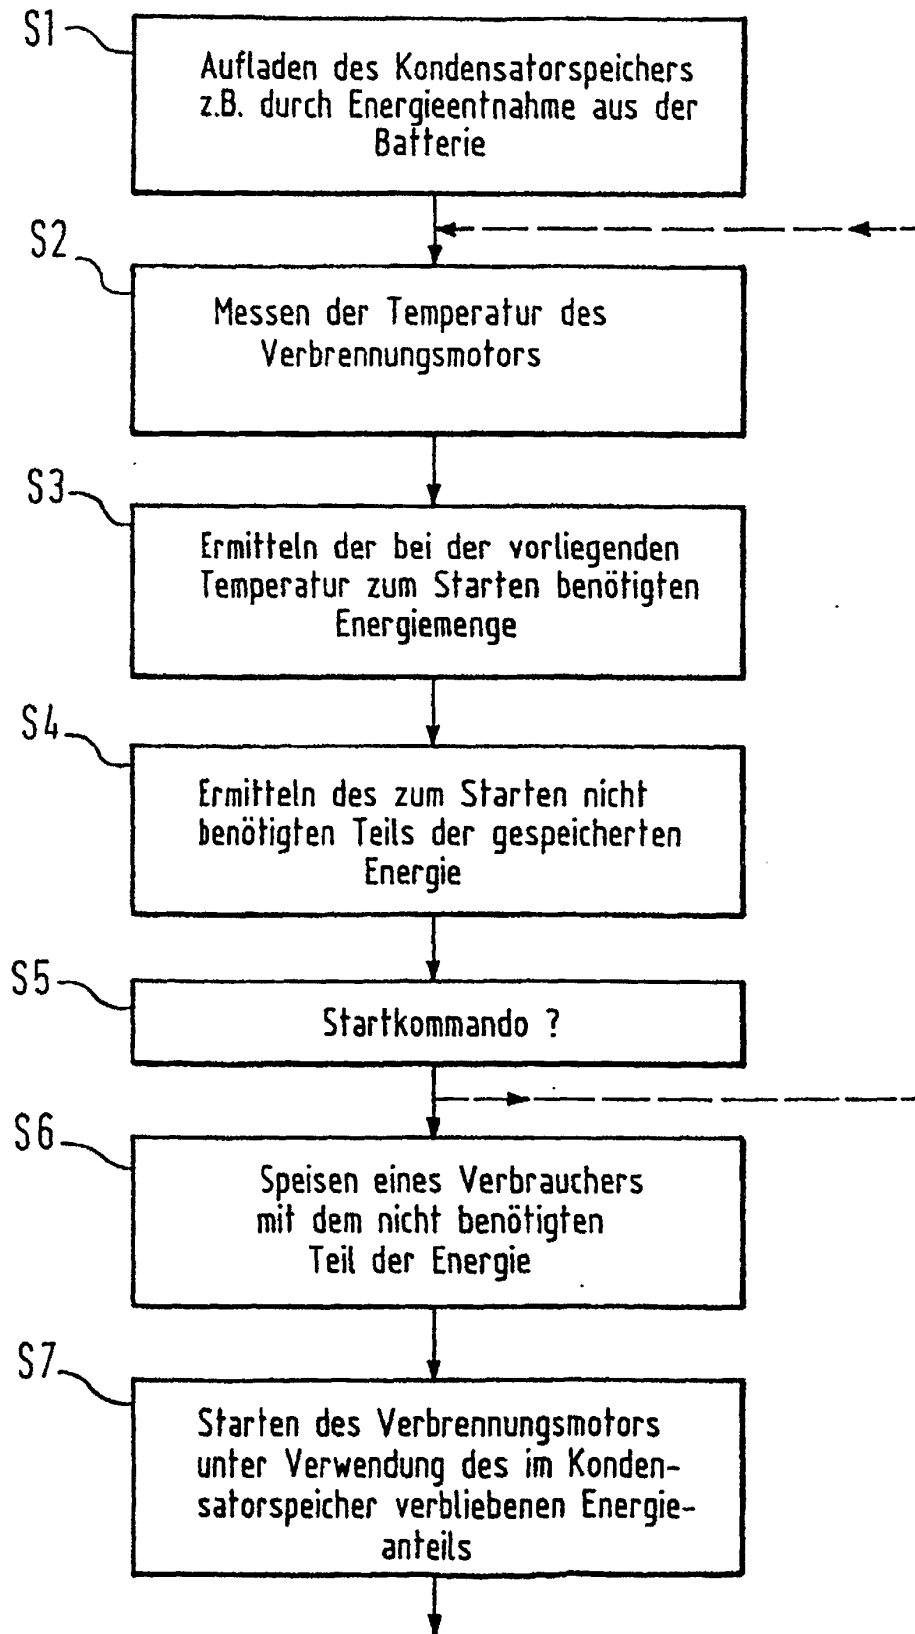 S1
Aufladen des Kondensatorspeichers
z.B. durch Energieentnahme aus der
Batterie
S2
Messen der Temperatur des
Verbrennungsmotors
S3
Ermitteln der bei der vorliegenden
Temperatur zum Starten benötigten
Energiemenge
S4
Ermitteln des zum Starten nicht
benötigten Teils der gespeicherten
Energie
S5
Startkommando ?
S6
Speisen eines Verbrauchers
mit dem nicht benötigten
Teil der Energie
S7
Starten des Verbrennungsmotors
unter Verwendung des im Konden-
satorspeicher verbliebenen Energie-
anteils